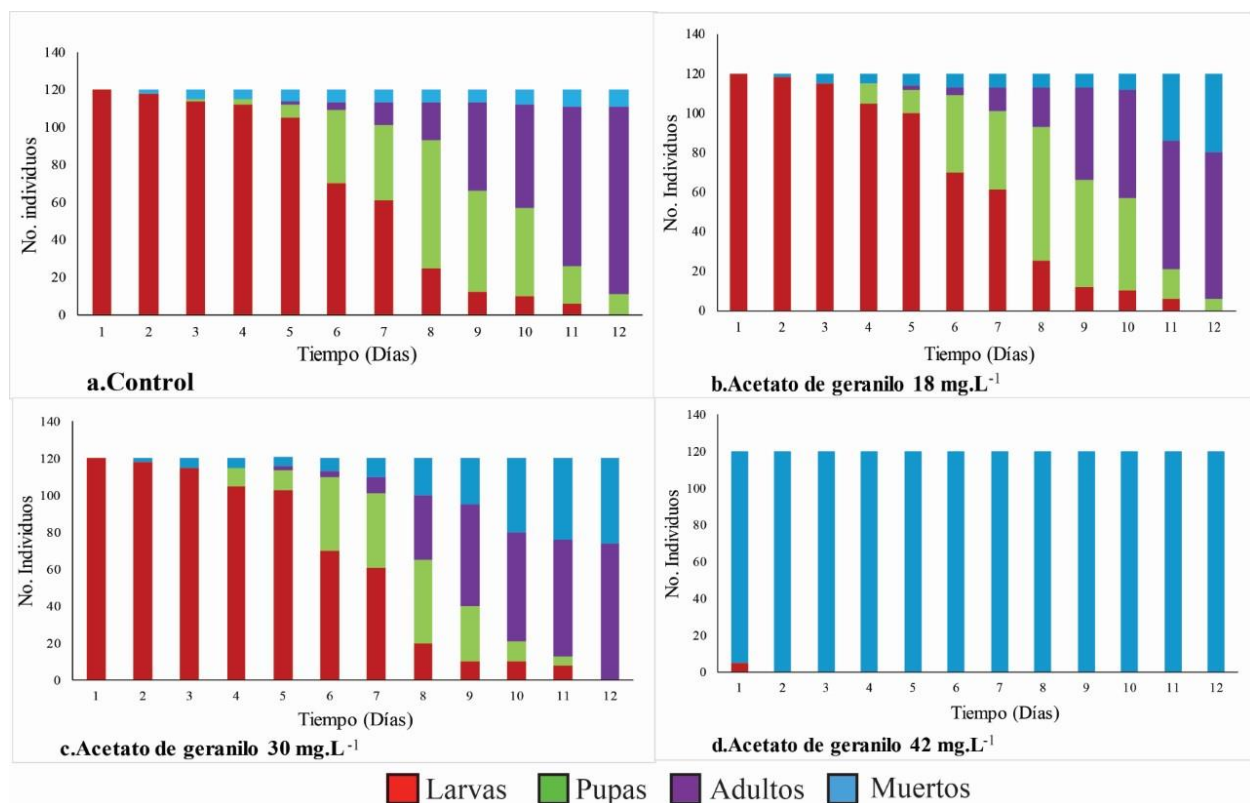 140
120
100
80
60
40
20
0
No. individuos
1 2 3 4 5 6 7 8 9 10 11 12
Tiempo (Días)
a.Control
140
120
100
80
60
40
20
0
No. Individuos
1 2 3 4 5 6 7 8 9 10 11 12
Tiempo (Días)
b.Acetato de geranilo 18 mg.L⁻¹
140
120
100
80
60
40
20
0
No. Individuos
1 2 3 4 5 6 7 8 9 10 11 12
Tiempo (Días)
c.Acetato de geranilo 30 mg.L⁻¹
140
120
100
80
60
40
20
0
No. Individuos
1 2 3 4 5 6 7 8 9 10 11 12
Tiempo (Días)
d.Acetato de geranilo 42 mg.L⁻¹
Larvas Pupas Adultos Muertos